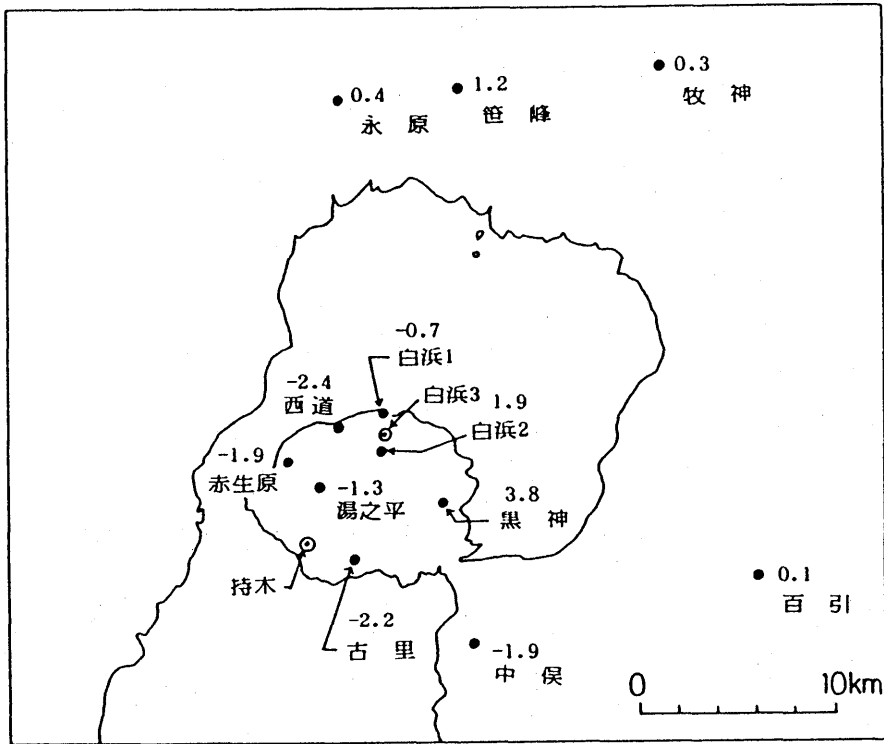 0.3
牧 神
1.2
笹 峰
0.4
永 原
-0.7
白浜1
-2.4
西道
白浜3
1.9
白浜2
-1.9
赤生原
-1.3
湯之平
3.8
黒 神
持木
0.1
百 引
-2.2
古 里
-1.9
中 俣
0 10km